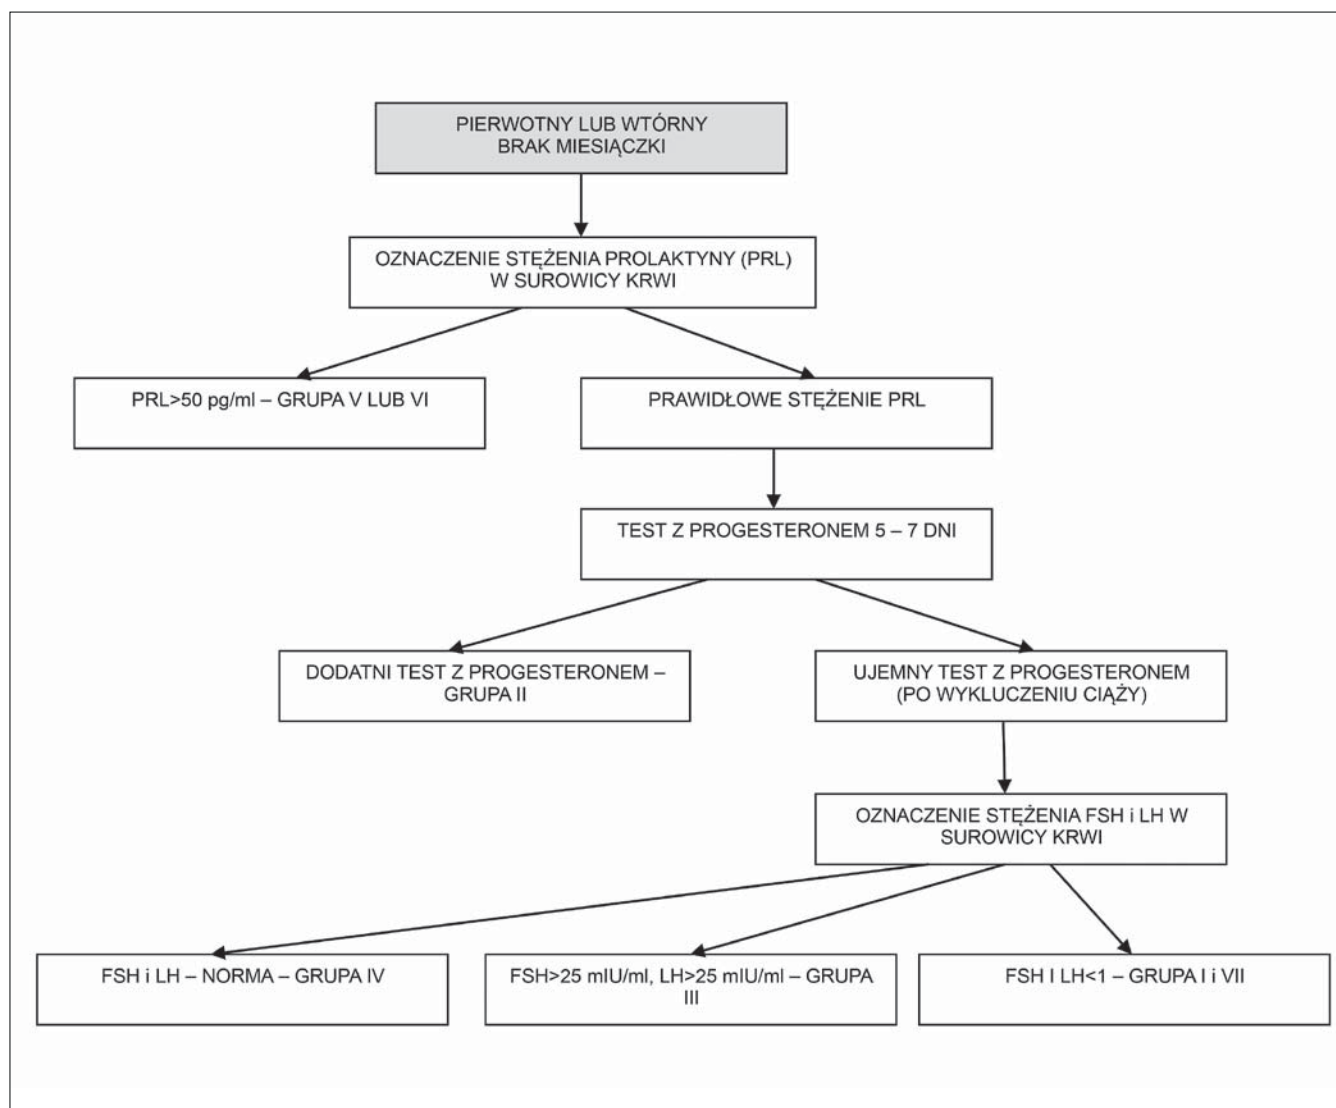 PIERWOTNY LUB WTÓRNY
BRAK MIESIĄCZKI
OZNACZENIE STĘŻENIA PROLAKTYNY (PRL)
W SUROWICY KRWI
PRL>50 pg/ml – GRUPA V LUB VI
PRAWIDŁOWE STĘŻENIE PRL
TEST Z PROGESTERONEM 5 – 7 DNI
DODATNI TEST Z PROGESTERONEM –
GRUPA II
UJEMNY TEST Z PROGESTERONEM
(PO WYKLUCZENIU CIĄŻY)
OZNACZENIE STĘŻENIA FSH i LH W
SUROWICY KRWI
FSH i LH – NORMA – GRUPA IV
FSH>25 mIU/ml, LH>25 mIU/ml – GRUPA
III
FSH I LH<1 – GRUPA I i VII